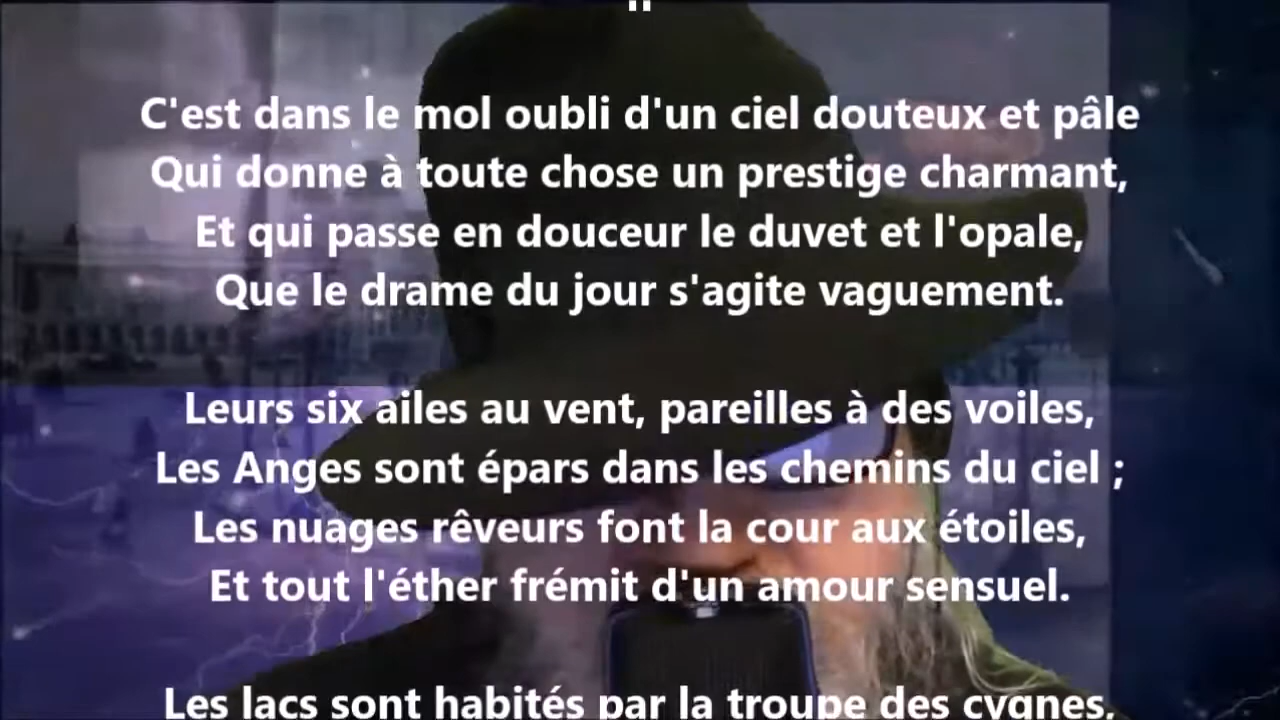 C'est dans le mol oubli d'un ciel douteux et pâle
Qui donne à toute chose un prestige charmant,
Et qui passe en douceur le duvet et l'opale,
Que le drame du jour s'agite vaguement.
Leurs six ailes au vent, pareilles à des voiles,
Les Anges sont épars dans les chemins du ciel ;
Les nuages rêveurs font la cour aux étoiles,
Et tout l'éther frémit d'un amour sensuel.
Les lacs sont habités par la troupe des cygnes,